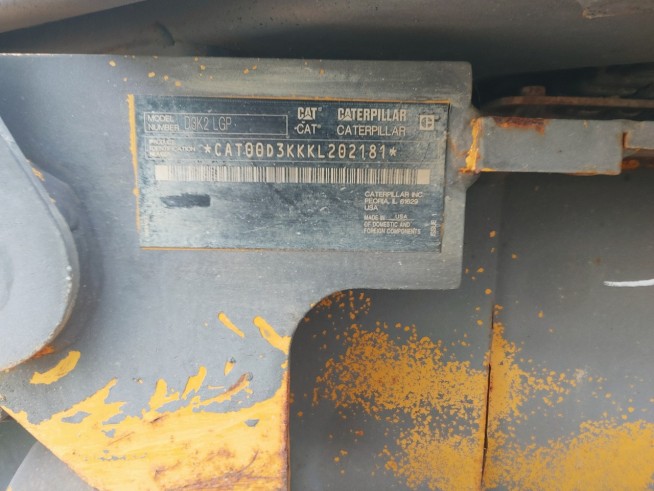 MODEL NUMBER D3K2 LGP
CAT® CATERPILLAR
CAT® CATERPILLAR
PRODUCT IDENTIFICATION NUMBER *CAT00D3KKKL202181*
CATERPILLAR INC
PEORIA, IL 61629
USA
MADE IN USA
OF DOMESTIC AND
FOREIGN COMPONENTS